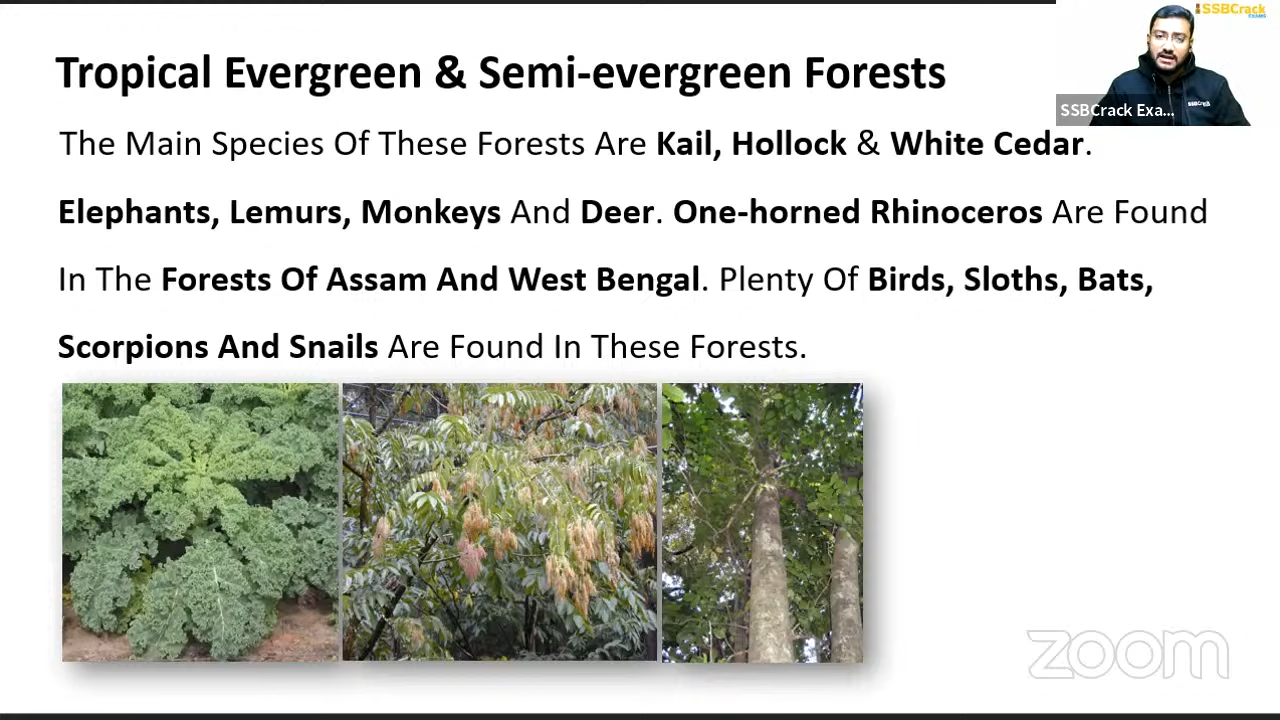 SSBCrack
EXAMS
Tropical Evergreen & Semi-evergreen Forests
SSBCrack Exa...
The Main Species Of These Forests Are Kail, Hollock & White Cedar.
Elephants, Lemurs, Monkeys And Deer. One-horned Rhinoceros Are Found
In The Forests Of Assam And West Bengal. Plenty Of Birds, Sloths, Bats,
Scorpions And Snails Are Found In These Forests.
zoom